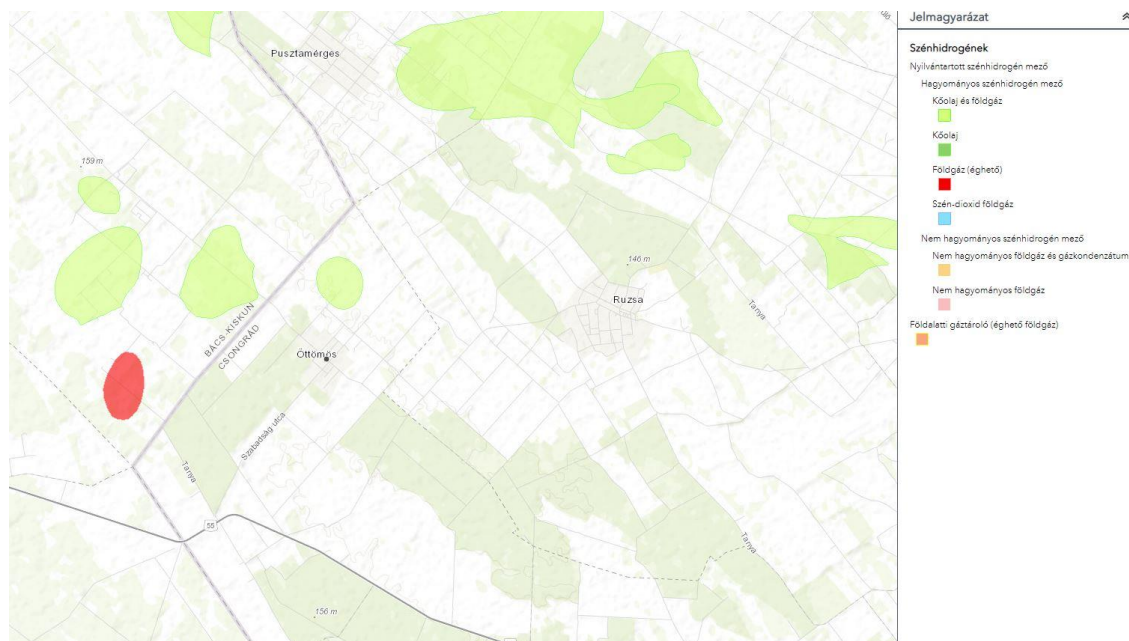 Pusztamérges
159 m
146 m
Ruzsa
Tanya
BÁCS-KISKUN
CSONGRÁD
Öttömös
Szabadság utca
Tanya
55
Tanya
156 m
Jelmagyarázat
Szénhidrogének
Nyilvántartott szénhidrogén mező
Hagyományos szénhidrogén mező
Kőolaj és földgáz
Kőolaj
Földgáz (éghető)
Szén-dioxid földgáz
Nem hagyományos szénhidrogén mező
Nem hagyományos földgáz és gázkondenzátum
Nem hagyományos földgáz
Földalatti gáztároló (éghető földgáz)